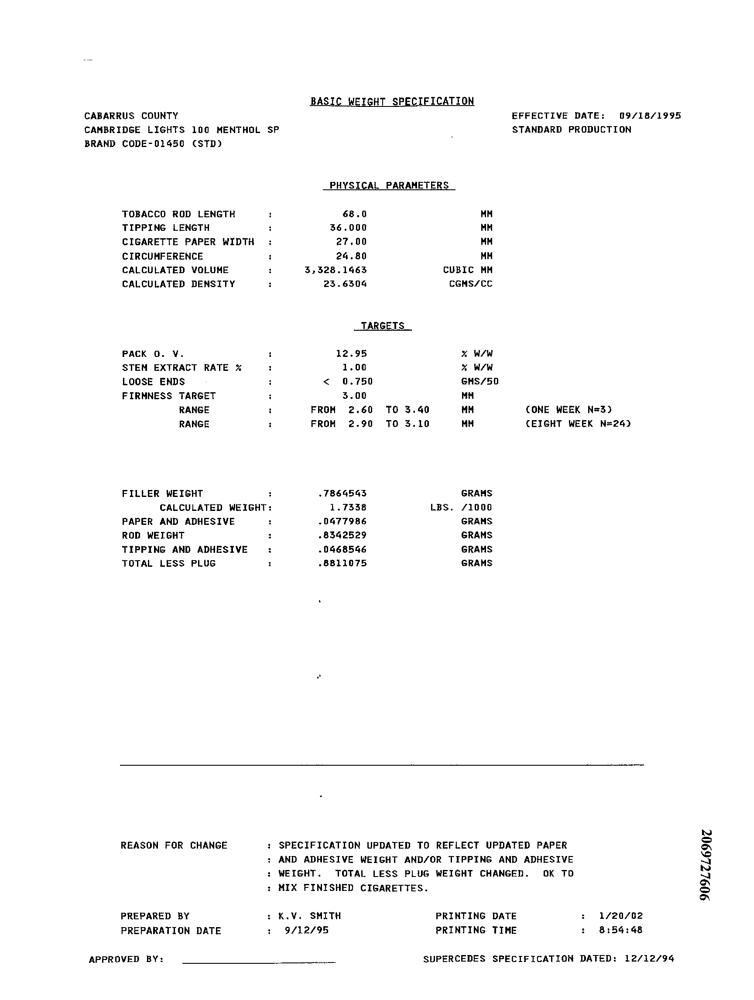 BASIC WEIGHT SPECIFICATION
CABARRUS COUNTY EFFECTIVE DATE: 09/18/1995
CAMBRIDGE LIGHTS 100 MENTHOL SP STANDARD PRODUCTION
BRAND CODE-01450 (STD)
PHYSICAL PARAMETERS
TOBACCO ROD LENGTH : 68.0 MM
TIPPING LENGTH : 36.000 MM
CIGARETTE PAPER WIDTH : 27.00 MM
CIRCUMFERENCE : 24.80 MM
CALCULATED VOLUME : 3,328.1463 CUBIC MM
CALCULATED DENSITY : 23.6304 CGMS/CC
TARGETS
PACK O. V. : 12.95 % W/W
STEM EXTRACT RATE % : 1.00 % W/W
LOOSE ENDS : < 0.750 GMS/50
FIRMNESS TARGET : 3.00 MM
RANGE : FROM 2.60 TO 3.40 MM (ONE WEEK N=3)
RANGE : FROM 2.90 TO 3.10 MM (EIGHT WEEK N=24)
FILLER WEIGHT : .7864543 GRAMS
CALCULATED WEIGHT: 1.7338 LBS. /1000
PAPER AND ADHESIVE : .0477986 GRAMS
ROD WEIGHT : .8342529 GRAMS
TIPPING AND ADHESIVE : .0468546 GRAMS
TOTAL LESS PLUG : .8811075 GRAMS
REASON FOR CHANGE : SPECIFICATION UPDATED TO REFLECT UPDATED PAPER
: AND ADHESIVE WEIGHT AND/OR TIPPING AND ADHESIVE
: WEIGHT. TOTAL LESS PLUG WEIGHT CHANGED. OK TO
: MIX FINISHED CIGARETTES.
PREPARED BY : K.V. SMITH PRINTING DATE : 1/20/02
PREPARATION DATE : 9/12/95 PRINTING TIME : 8:54:48
APPROVED BY: SUPERCEDES SPECIFICATION DATED: 12/12/94
2069727606